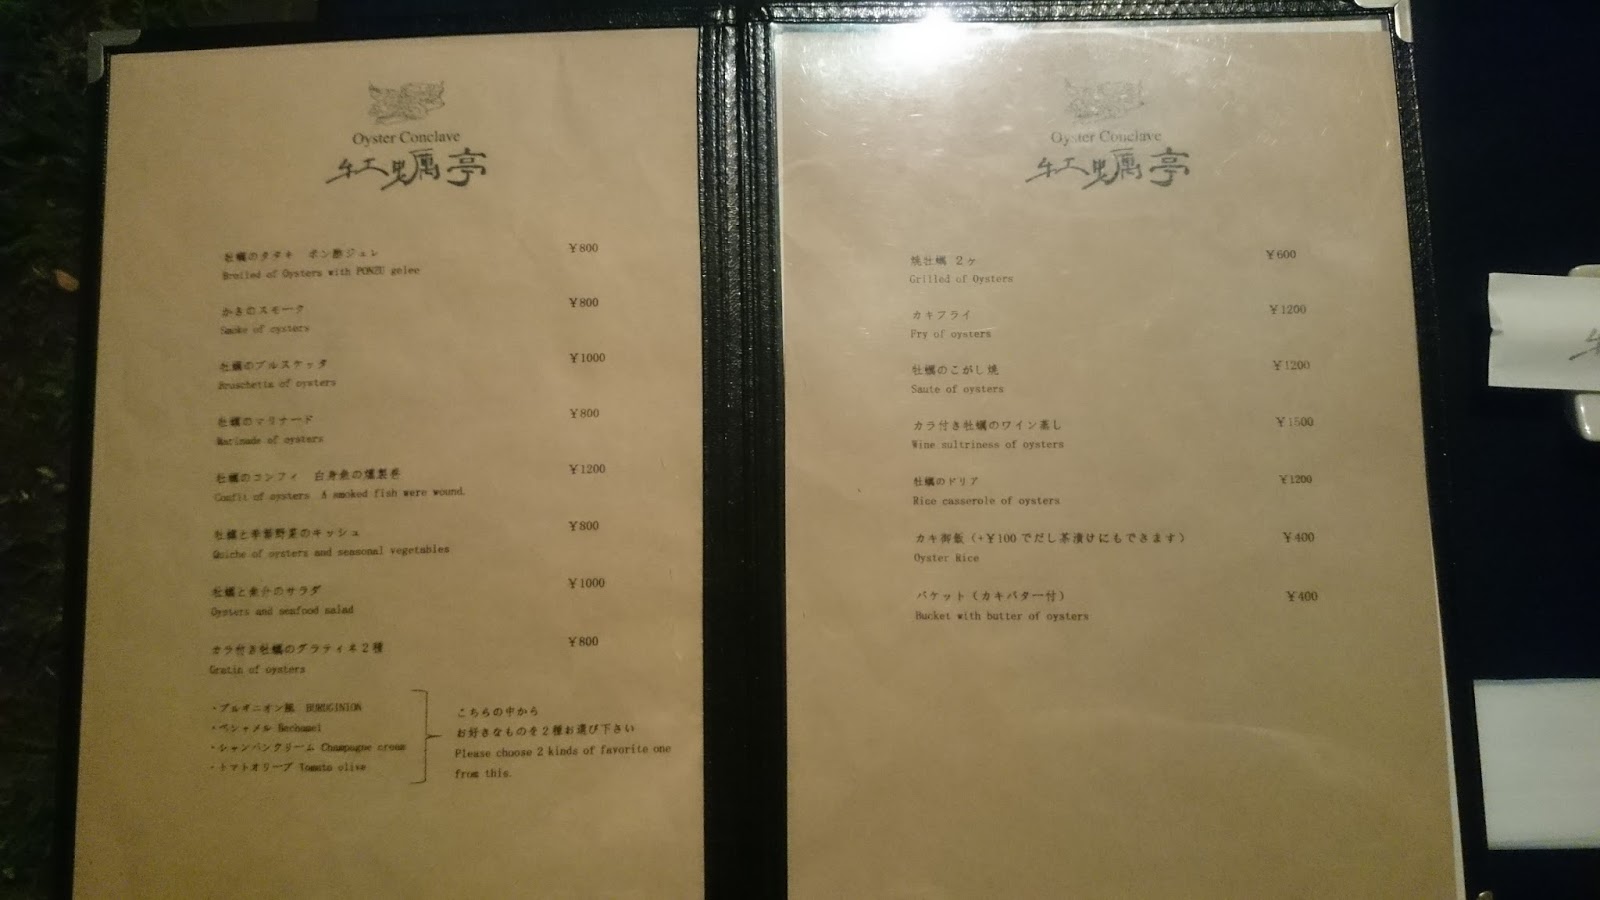 Oyster Conclave
牡蠣亭
牡蠣のタタキ ポン酢ジュレ ¥800
Broiled of Oysters with PONZU gelee
かきのスモーク ¥800
Smoke of oysters
牡蠣のブルスケッタ ¥1000
Bruschetta of oysters
牡蠣のマリナード ¥800
Marinade of oysters
牡蠣のコンフィ 白身魚の燻製巻 ¥1200
Confit of oysters A smoked fish were wound.
牡蠣と季節野菜のキッシュ ¥800
Quiche of oysters and seasonal vegetables
牡蠣と魚介のサラダ ¥1000
Oysters and seafood salad
カラ付き牡蠣のグラティネ2種 ¥800
Gratin of oysters
・ブルギニオン風 BURUGINION
・ベシャメル Bechamel
・シャンパンクリーム Champagne cream
・トマトオリーブ Tomato olive
こちらの中から
お好きなものを2種お選び下さい
Please choose 2 kinds of favorite one
from this.
Oyster Conclave
牡蠣亭
焼牡蠣 2ヶ ¥600
Grilled of Oysters
カキフライ ¥1200
Fry of oysters
牡蠣のこがし焼 ¥1200
Saute of oysters
カラ付き牡蠣のワイン蒸し ¥1500
Wine sultriness of oysters
牡蠣のドリア ¥1200
Rice casserole of oysters
カキ御飯(+¥100でだし茶漬けにもできます) ¥400
Oyster Rice
バケット(カキバター付) ¥400
Bucket with butter of oysters